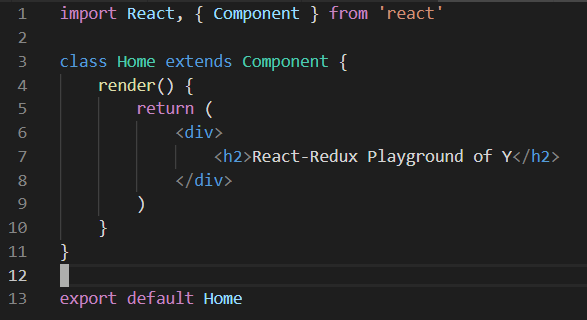 1 import React, { Component } from 'react'
2
3 class Home extends Component {
4     render() {
5         return (
6             <div>
7                 <h2>React-Redux Playground of Y</h2>
8             </div>
9         )
10     }
11 }
12
13 export default Home